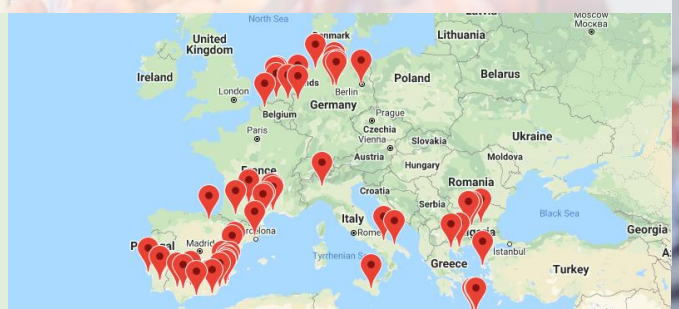 Moscow
Москва
North Sea
Denmark
Lithuania
United
Kingdom
Ireland
Belarus
London
Berlin
Poland
Germany
Belgium
Prague
Paris
Czechia
Ukraine
Vienna
Slovakia
Austria
Moldova
Hungary
France
Romania
Croatia
Serbia
Italy
Black Sea
Rome
Georgia
Portugal
Madrid
Istanbul
Tyrrhenian
Greece
Turkey